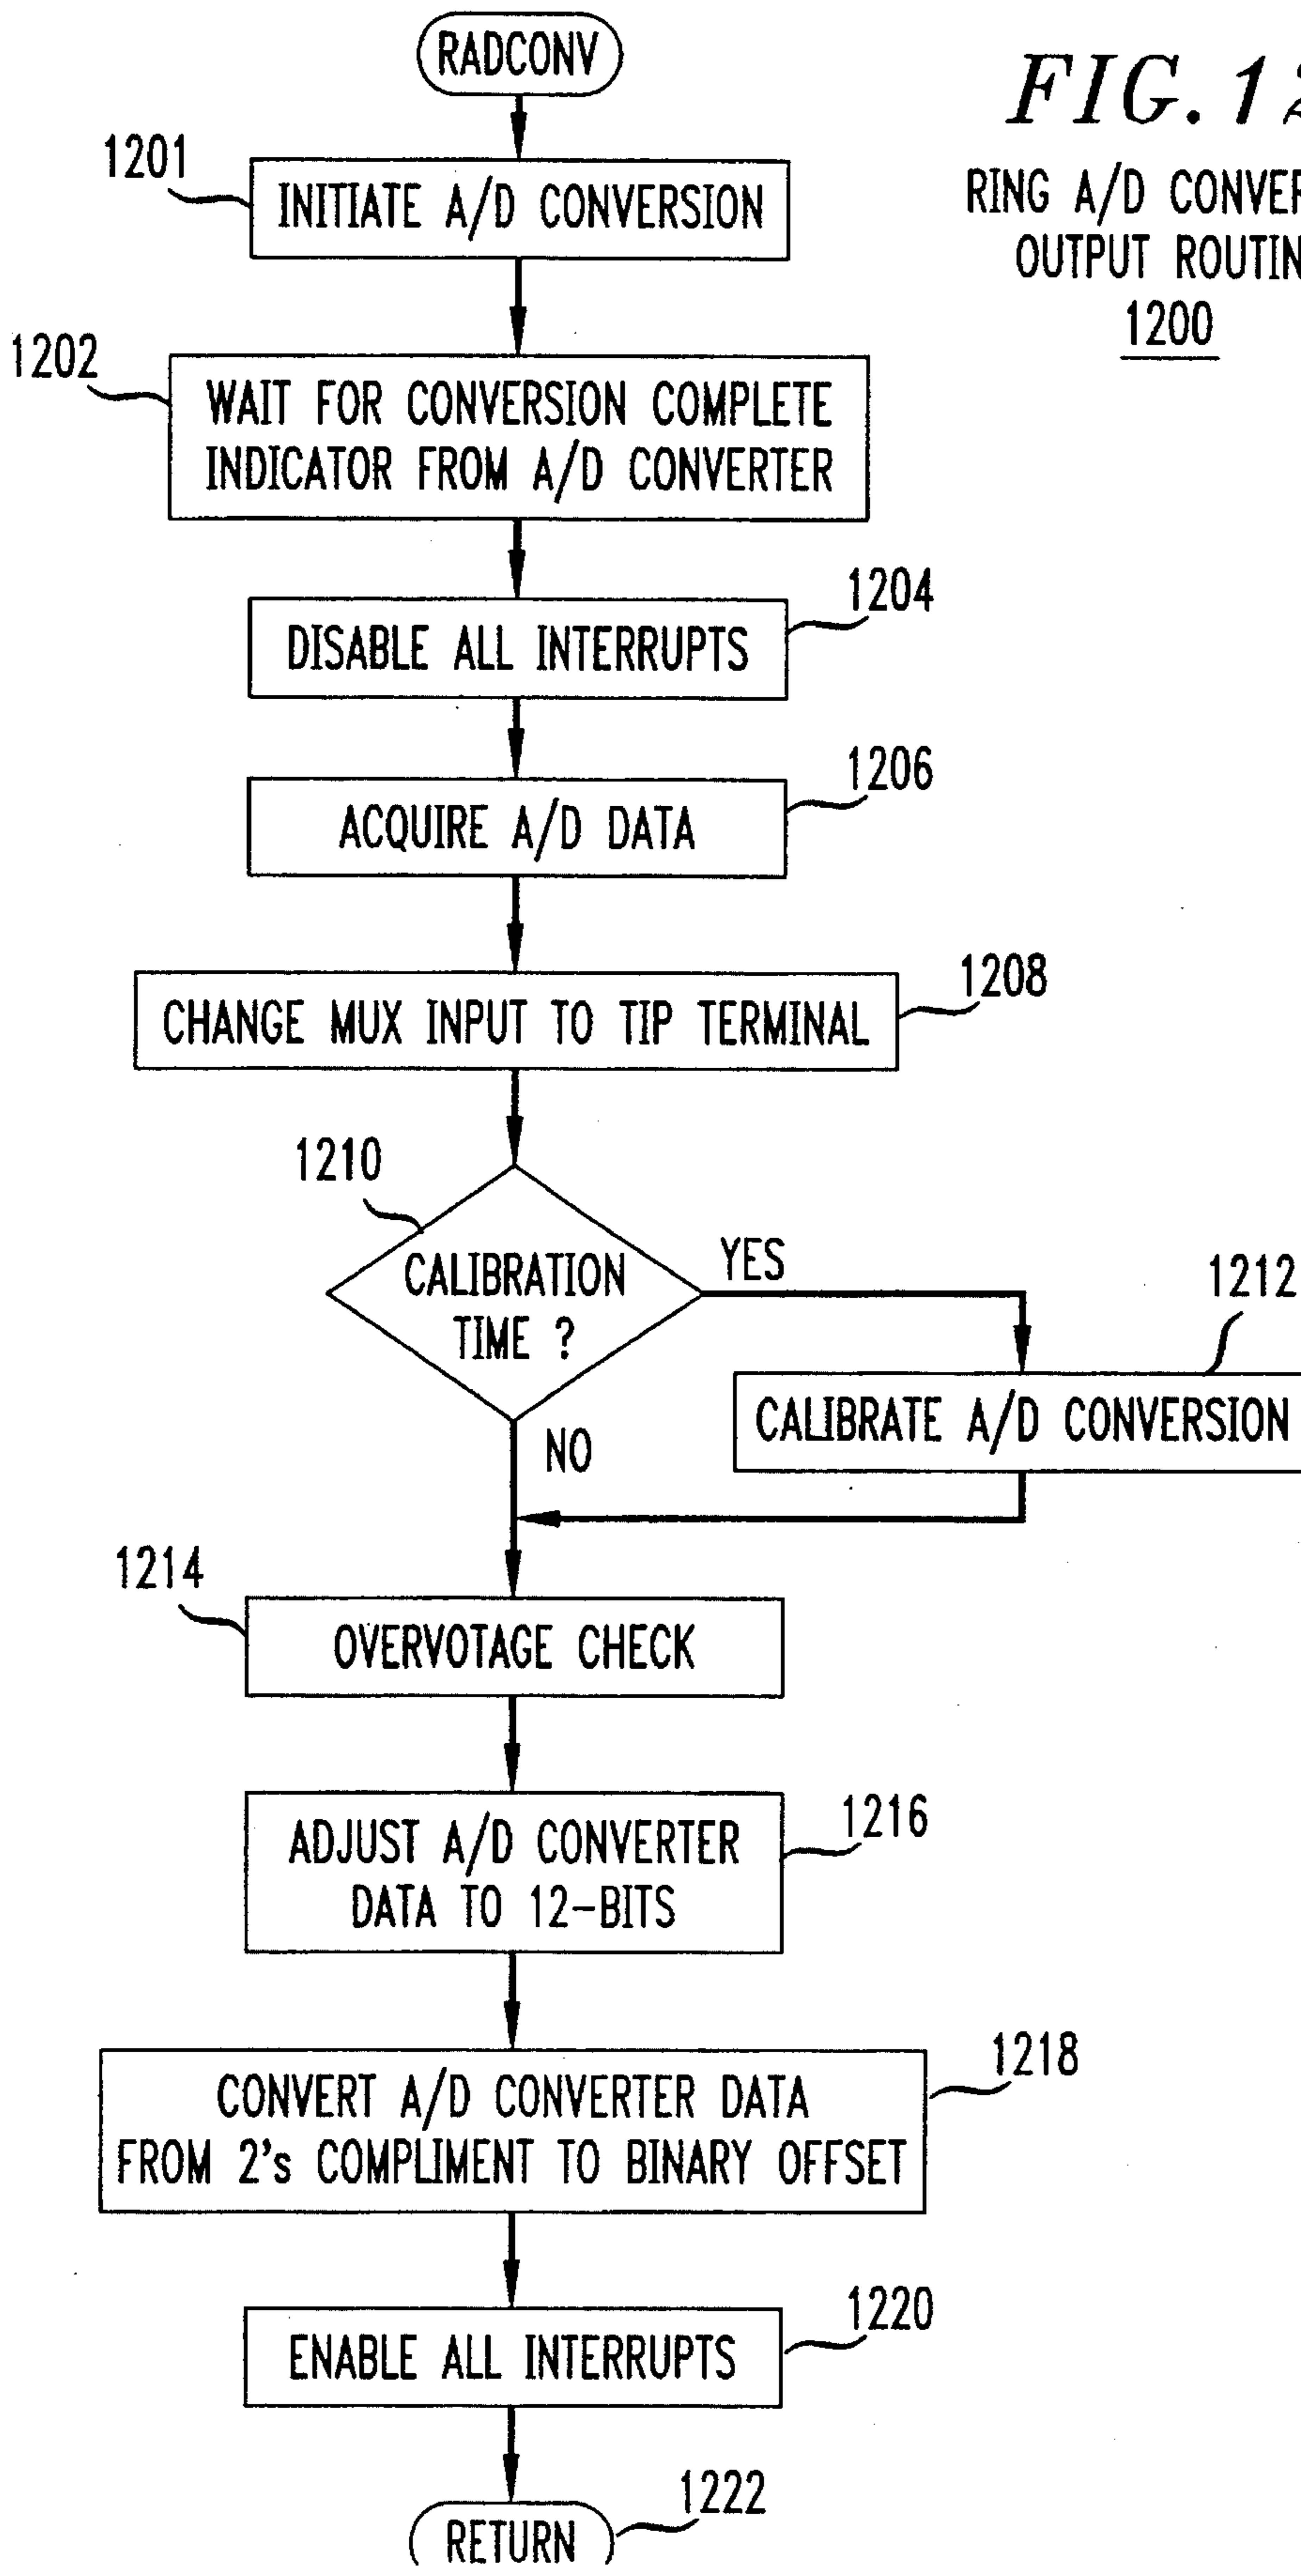 RADCONV
FIG. 12
RING A/D CONVER
OUTPUT ROUTIN
1200
1201
INITIATE A/D CONVERSION
1202
WAIT FOR CONVERSION COMPLETE
INDICATOR FROM A/D CONVERTER
1204
DISABLE ALL INTERRUPTS
1206
ACQUIRE A/D DATA
1208
CHANGE MUX INPUT TO TIP TERMINAL
1210
CALIBRATION
TIME ?
YES
NO
1212
CALIBRATE A/D CONVERSION
1214
OVERVOTAGE CHECK
1216
ADJUST A/D CONVERTER
DATA TO 12-BITS
1218
CONVERT A/D CONVERTER DATA
FROM 2's COMPLIMENT TO BINARY OFFSET
1220
ENABLE ALL INTERRUPTS
1222
RETURN